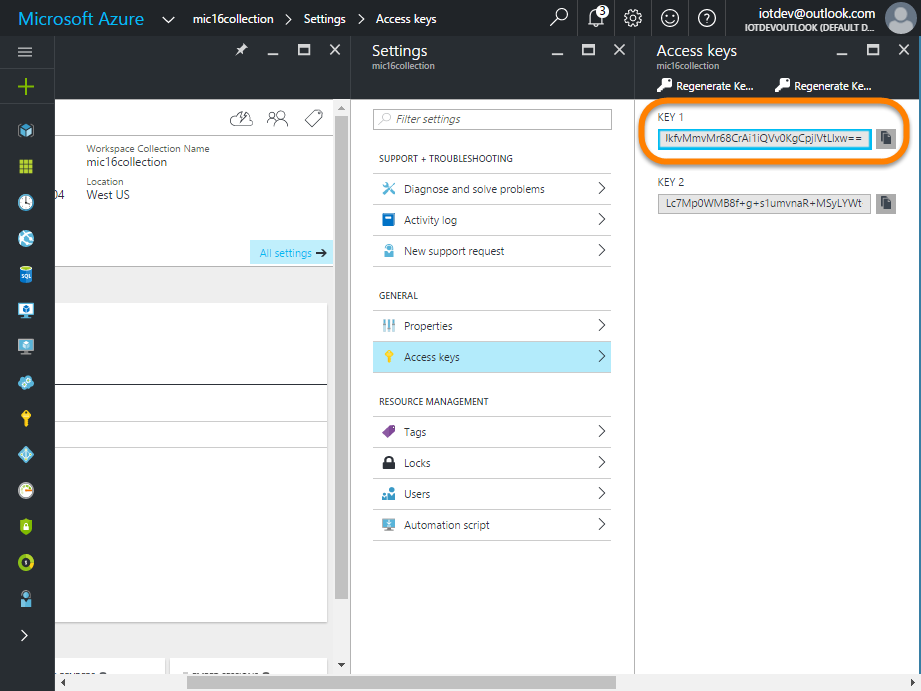 Microsoft Azure
mic16collection
Settings
Access keys
3
iotdev@outlook.com
IOTDEVOUTLOOK (DEFAULT D...
Settings
mic16collection
Access keys
mic16collection
Regenerate Ke...
Regenerate Ke...
Workspace Collection Name
mic16collection
Location
West US
04
All settings
Filter settings
SUPPORT + TROUBLESHOOTING
Diagnose and solve problems
Activity log
New support request
GENERAL
Properties
Access keys
RESOURCE MANAGEMENT
Tags
Locks
Users
Automation script
KEY 1
IkfvMmvMr68CrAi1iQVv0KgCpjIVtLIxw==
KEY 2
Lc7Mp0WMB8f+g+s1umvnaR+MSyLYWt
SQL